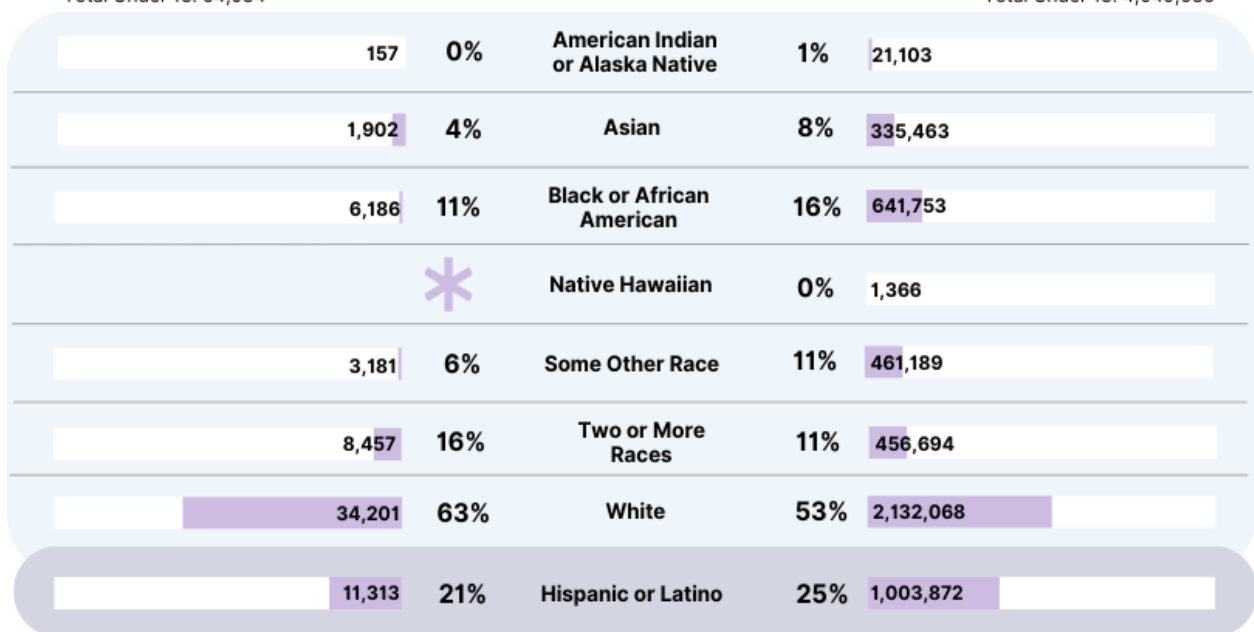 157 0% American Indian or Alaska Native 1% 21,103
1,902 4% Asian 8% 335,463
6,186 11% Black or African American 16% 641,753
Native Hawaiian 0% 1,366
3,181 6% Some Other Race 11% 461,189
8,457 16% Two or More Races 11% 456,694
34,201 63% White 53% 2,132,068
11,313 21% Hispanic or Latino 25% 1,003,872